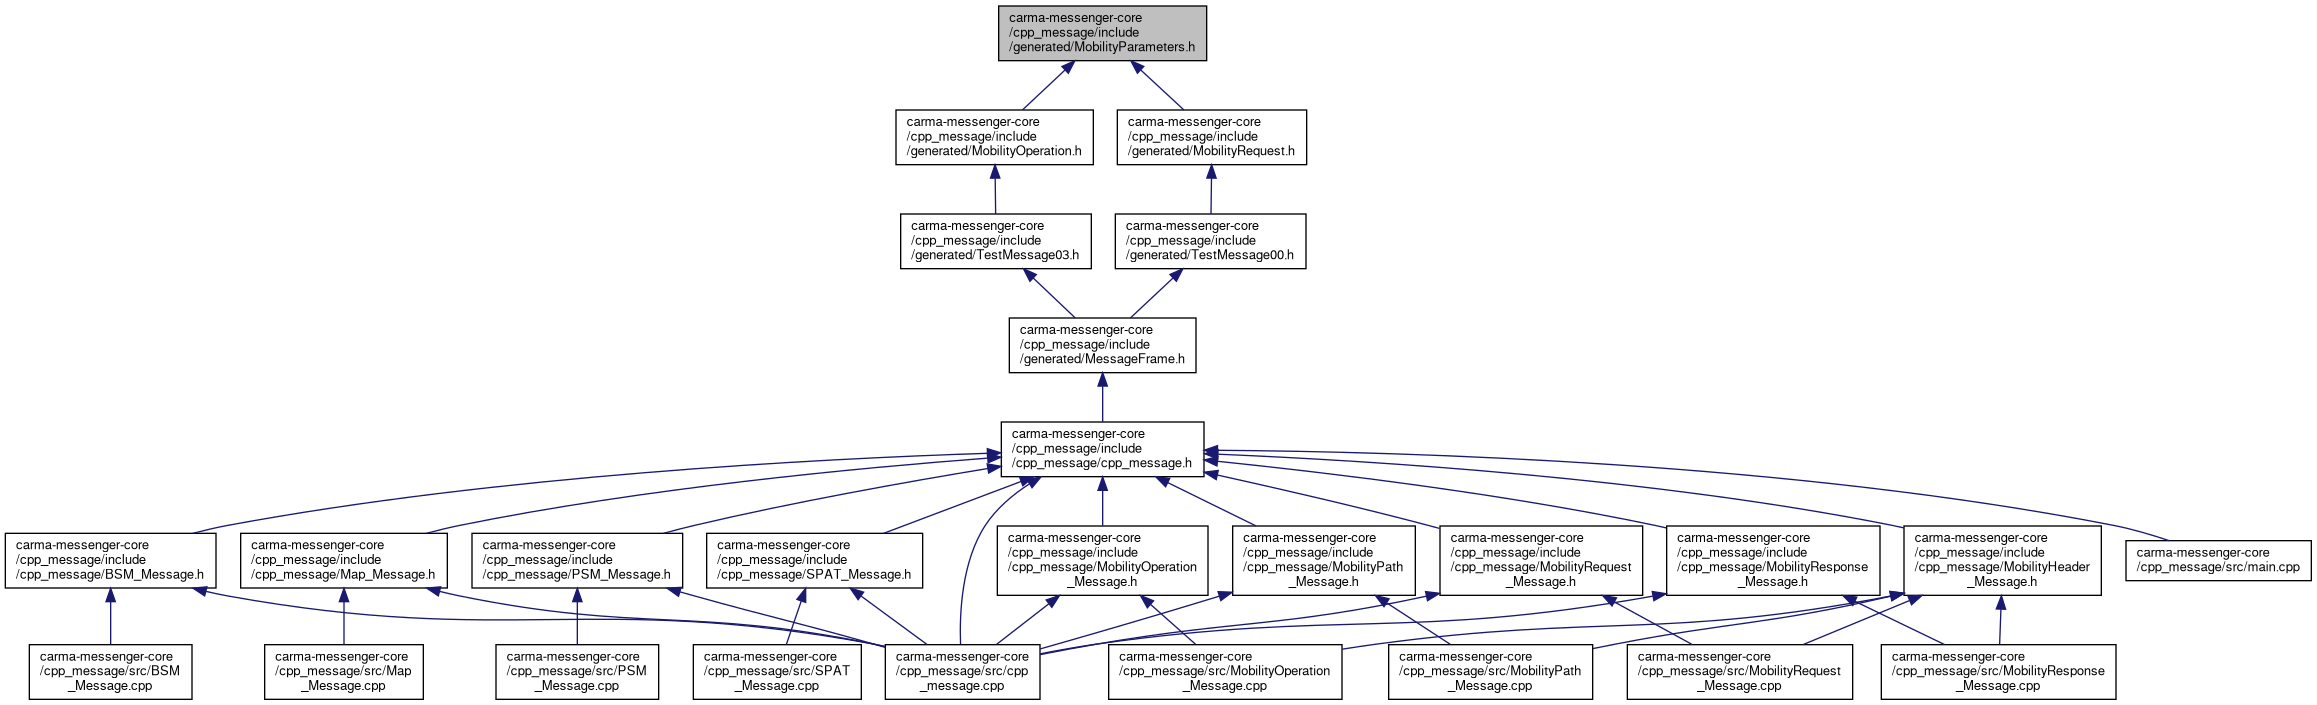 carma-messenger-core
/cpp_message/include
/generated/MobilityParameters.h
carma-messenger-core
/cpp_message/include
/generated/MobilityOperation.h
carma-messenger-core
/cpp_message/include
/generated/MobilityRequest.h
carma-messenger-core
/cpp_message/include
/generated/TestMessage03.h
carma-messenger-core
/cpp_message/include
/generated/TestMessage00.h
carma-messenger-core
/cpp_message/include
/generated/MessageFrame.h
carma-messenger-core
/cpp_message/include
/cpp_message/cpp_message.h
carma-messenger-core
/cpp_message/include
/cpp_message/BSM_Message.h
carma-messenger-core
/cpp_message/include
/cpp_message/Map_Message.h
carma-messenger-core
/cpp_message/include
/cpp_message/PSM_Message.h
carma-messenger-core
/cpp_message/include
/cpp_message/SPAT_Message.h
carma-messenger-core
/cpp_message/include
/cpp_message/MobilityOperation
_Message.h
carma-messenger-core
/cpp_message/include
/cpp_message/MobilityPath
_Message.h
carma-messenger-core
/cpp_message/include
/cpp_message/MobilityRequest
_Message.h
carma-messenger-core
/cpp_message/include
/cpp_message/MobilityResponse
_Message.h
carma-messenger-core
/cpp_message/include
/cpp_message/MobilityHeader
_Message.h
carma-messenger-core
/cpp_message/src/main.cpp
carma-messenger-core
/cpp_message/src/BSM
_Message.cpp
carma-messenger-core
/cpp_message/src/Map
_Message.cpp
carma-messenger-core
/cpp_message/src/PSM
_Message.cpp
carma-messenger-core
/cpp_message/src/SPAT
_Message.cpp
carma-messenger-core
/cpp_message/src/cpp
_message.cpp
carma-messenger-core
/cpp_message/src/MobilityOperation
_Message.cpp
carma-messenger-core
/cpp_message/src/MobilityPath
_Message.cpp
carma-messenger-core
/cpp_message/src/MobilityRequest
_Message.cpp
carma-messenger-core
/cpp_message/src/MobilityResponse
_Message.cpp